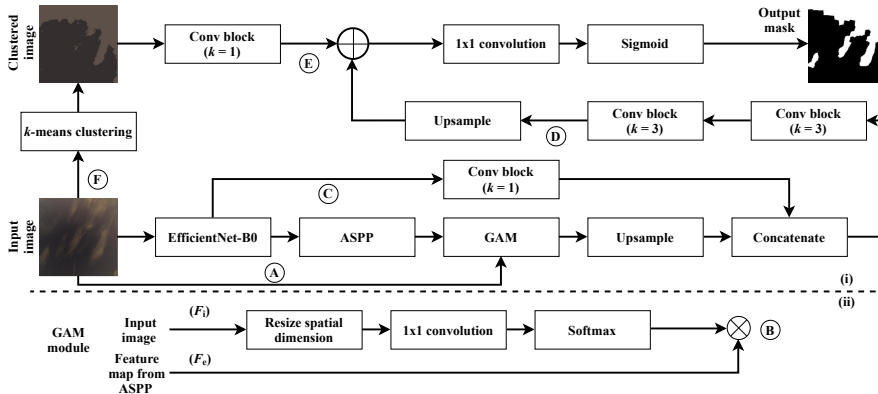 Clustered
image
Conv block
(k = 1)
E
1x1 convolution
Sigmoid
Output
mask
k-means clustering
Upsample
D
Conv block
(k = 3)
Conv block
(k = 3)
F
C
Conv block
(k = 1)
Input
image
EfficientNet-B0
ASPP
GAM
Upsample
Concatenate
A
(i)
(ii)
GAM
module
Input
image
(Fi)
Resize spatial
dimension
1x1 convolution
Softmax
B
Feature
map from
ASPP
(Fe)